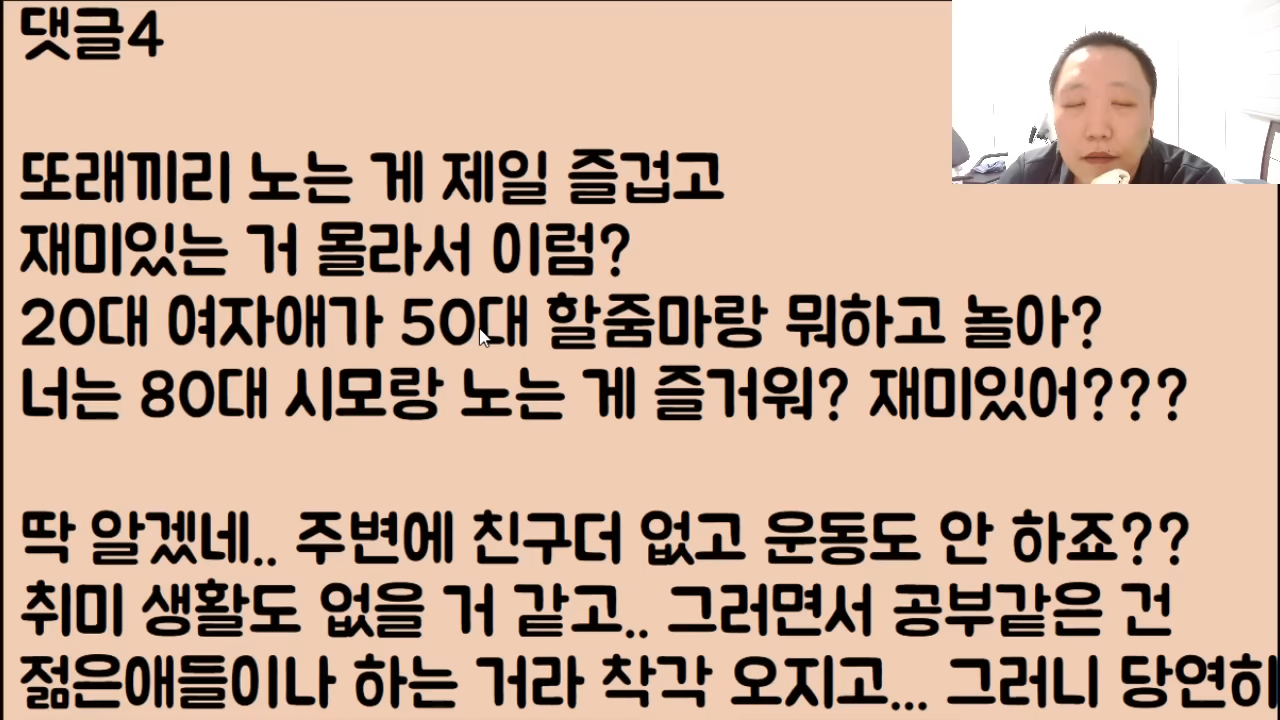 댓글4
또래끼리 노는 게 제일 즐겁고
재미있는 거 몰라서 이럼?
20대 여자애가 50대 할줌마랑 뭐하고 놀아?
너는 80대 시모랑 노는 게 즐거워? 재미있어???
딱 알겠네.. 주변에 친구더 없고 운동도 안 하죠??
취미 생활도 없을 거 같고.. 그러면서 공부같은 건
젊은애들이나 하는 거라 착각 오지고... 그러니 당연히